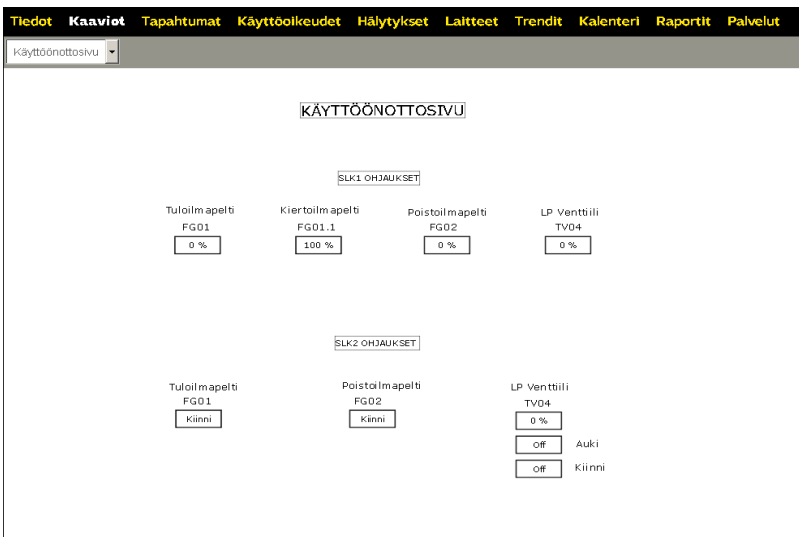 Tiedot Kaaviot Tapahtumat Käyttöoikeudet Hälytykset Laitteet Trendit Kalenteri Raportit Palvelut
Käyttöönottosivu
KÄYTTÖÖNOTTOSIVU
SLK1 OHJAUKSET
Tuloilmapelti Kiertoilmapelti Poistoilmapelti LP Venttiili
FG01 FG01.1 FG02 TV04
0 % 100 % 0 % 0 %
SLK2 OHJAUKSET
Tuloilmapelti Poistoilmapelti LP Venttiili
FG01 FG02 TV04
Kiinni Kiinni 0 %
Off Auki
Off Kiinni